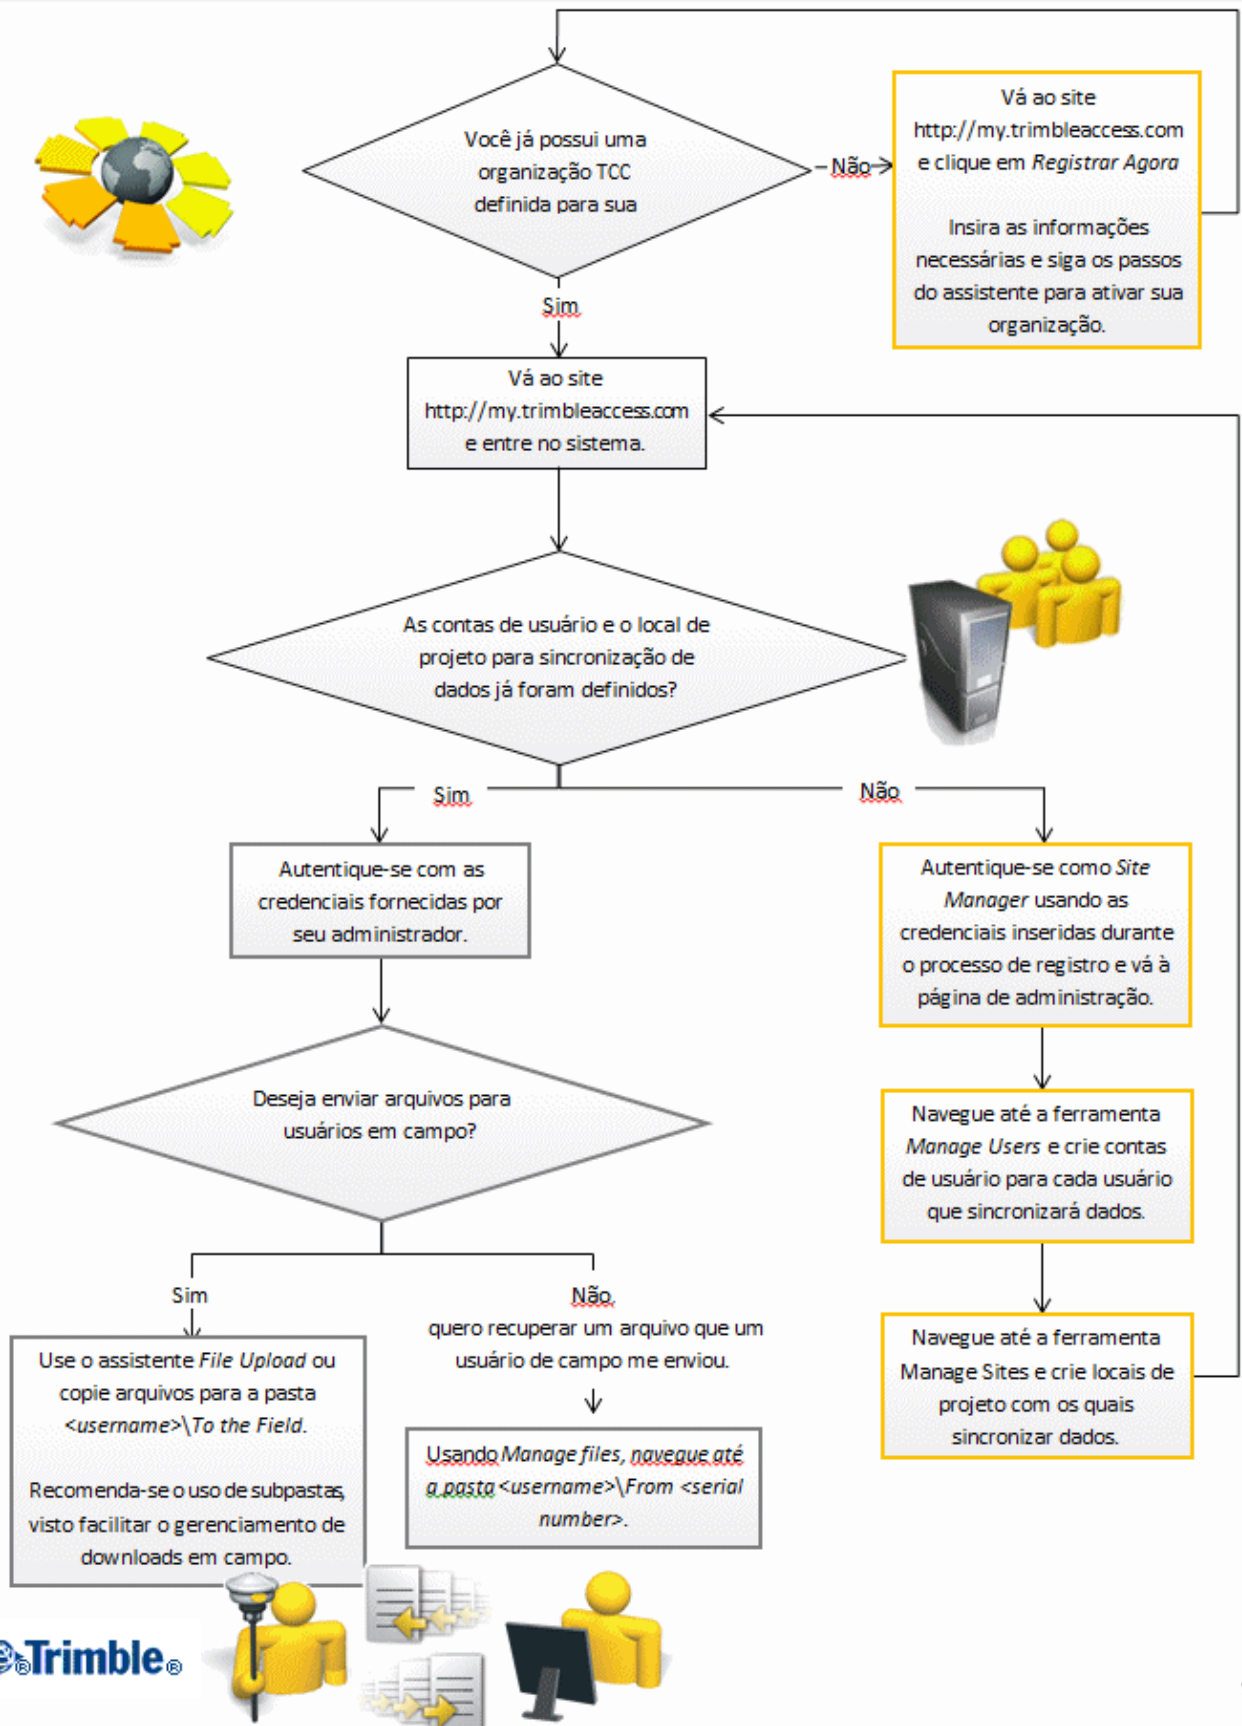 Você já possui uma
organização TCC
definida para sua
Não
Vá ao site
http://my.trimbleaccess.com
e clique em Registrar Agora
Insira as informações
necessárias e siga os passos
do assistente para ativar sua
organização.
Sim
Vá ao site
http://my.trimbleaccess.com
e entre no sistema.
As contas de usuário e o local de
projeto para sincronização de
dados já foram definidos?
Sim
Não
Autentique-se com as
credenciais fornecidas por
seu administrador.
Autentique-se como Site
Manager usando as
credenciais inseridas durante
o processo de registro e vá à
página de administração.
Deseja enviar arquivos para
usuários em campo?
Navegue até a ferramenta
Manage Users e crie contas
de usuário para cada usuário
que sincronizará dados.
Sim
Não,
quero recuperar um arquivo que um
usuário de campo me enviou.
Navegue até a ferramenta
Manage Sites e crie locais de
projeto com os quais
sincronizar dados.
Use o assistente File Upload ou
copie arquivos para a pasta
<username>\To the Field.
Recomenda-se o uso de subpastas,
visto facilitar o gerenciamento de
downloads em campo.
Usando Manage files, navegue até
a pasta <username>\From <serial
number>.
Trimble®